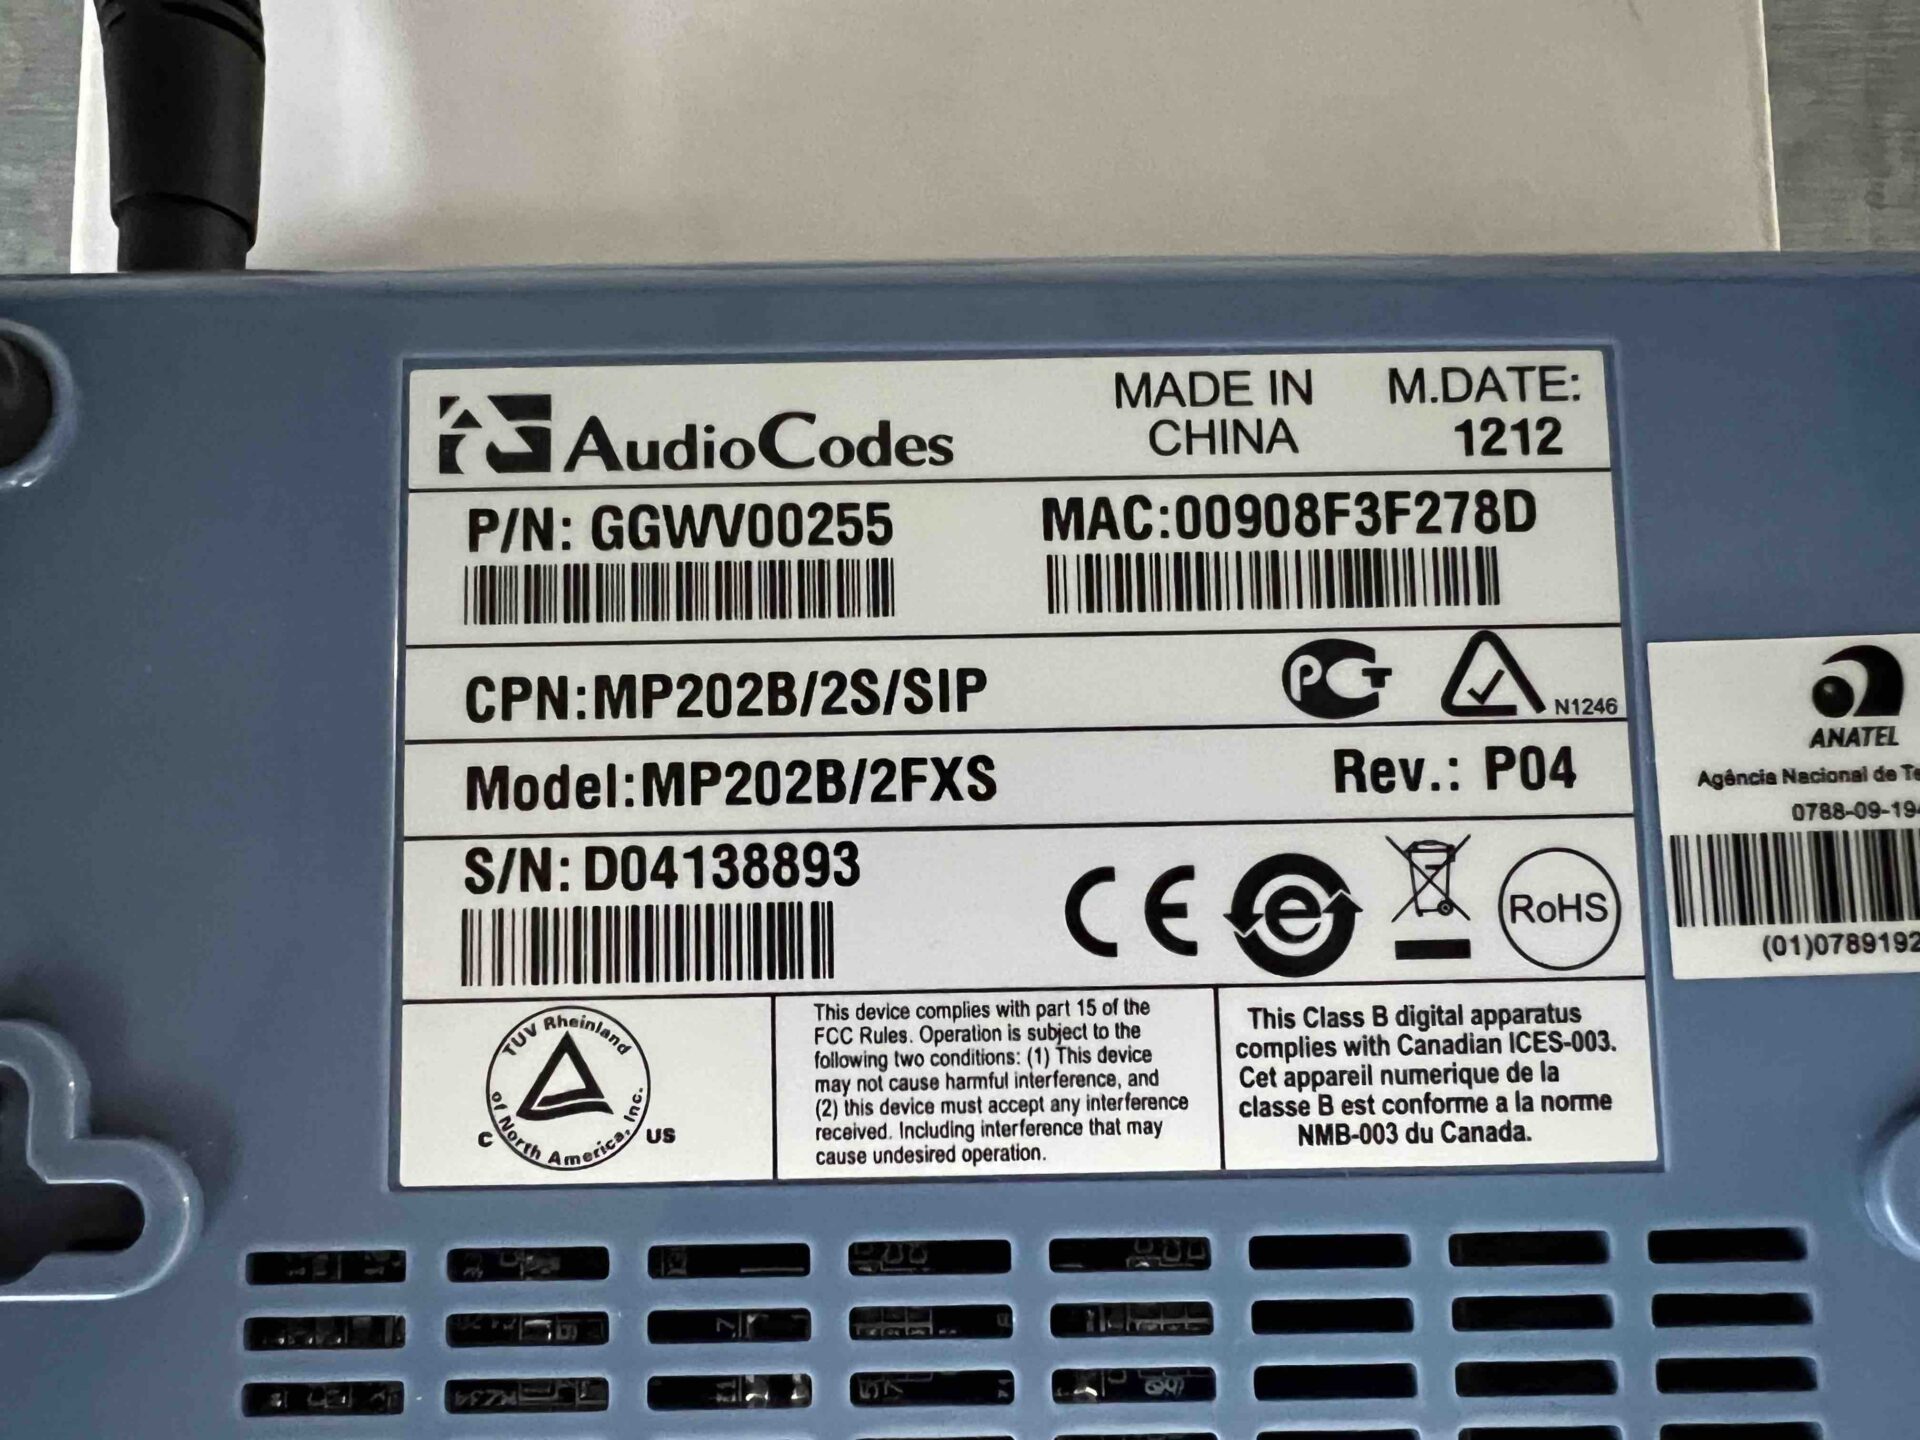 AudioCodes
MADE IN
CHINA
M.DATE:
1212
P/N: GGWV00255
MAC:00908F3F278D
CPN:MP202B/2S/SIP
N1246
Model:MP202B/2FXS
Rev.: P04
S/N: D04138893
CE
RoHS
TUV Rheinland
of North America, Inc.
C
US
This device complies with part 15 of the
FCC Rules. Operation is subject to the
following two conditions: (1) This device
may not cause harmful interference, and
(2) this device must accept any interference
received. Including interference that may
cause undesired operation.
This Class B digital apparatus
complies with Canadian ICES-003.
Cet appareil numerique de la
classe B est conforme a la norme
NMB-003 du Canada.
ANATEL
Agência Nacional de Te
0788-09-19
(01)0789192